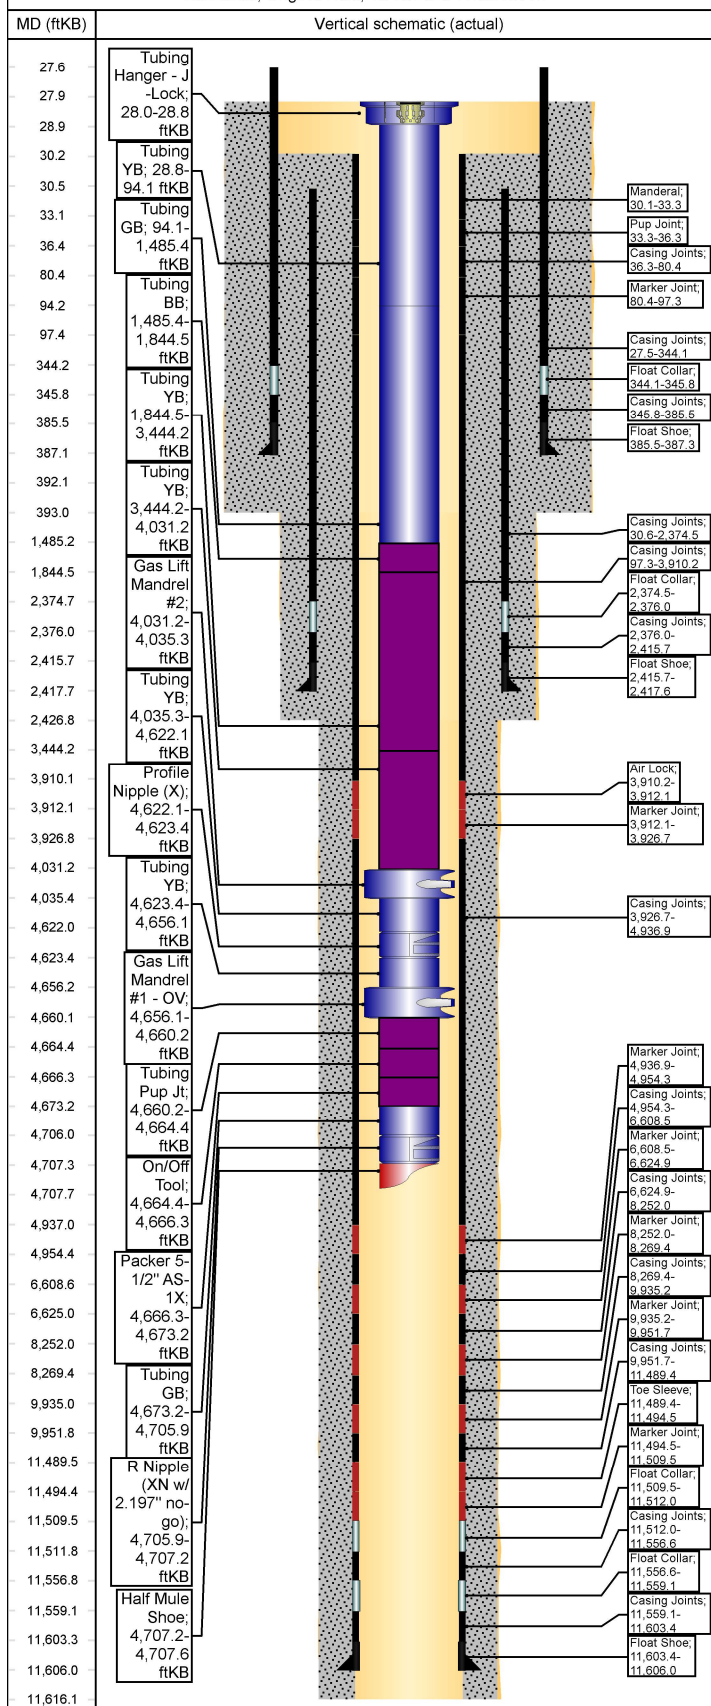 MD (ftKB)
Vertical schematic (actual)
27.6
27.9
28.9
30.2
30.5
33.1
36.4
80.4
94.2
97.4
344.2
345.8
385.5
387.1
392.1
393.0
1,485.2
1,844.5
2,374.7
2,376.0
2,415.7
2,417.7
2,426.8
3,444.2
3,910.1
3,912.1
3,926.8
4,031.2
4,035.4
4,622.0
4,623.4
4,656.2
4,660.1
4,664.4
4,666.3
4,673.2
4,706.0
4,707.3
4,707.7
4,937.0
4,954.4
6,608.6
6,625.0
8,252.0
8,269.4
9,935.0
9,951.8
11,489.5
11,494.4
11,509.5
11,511.8
11,556.8
11,559.1
11,603.3
11,606.0
11,616.1
Tubing
Hanger - J
-Lock;
28.0-28.8
ftKB
Tubing
YB; 28.8-
94.1 ftKB
Tubing
GB; 94.1-
1,485.4
ftKB
Tubing
BB;
1,485.4-
1,844.5
ftKB
Tubing
YB;
1,844.5-
3,444.2
ftKB
Tubing
YB;
3,444.2-
4,031.2
ftKB
Gas Lift
Mandrel
#2;
4,031.2-
4,035.3
ftKB
Tubing
YB;
4,035.3-
4,622.1
ftKB
Profile
Nipple (X);
4,622.1-
4,623.4
ftKB
Tubing
YB;
4,623.4-
4,656.1
ftKB
Gas Lift
Mandrel
#1 - OV;
4,656.1-
4,660.2
ftKB
Tubing
Pup Jt;
4,660.2-
4,664.4
ftKB
On/Off
Tool;
4,664.4-
4,666.3
ftKB
Packer 5-
1/2" AS-
1X;
4,666.3-
4,673.2
ftKB
Tubing
GB;
4,673.2-
4,705.9
ftKB
R Nipple
(XN w/
2.197" no-
go);
4,705.9-
4,707.2
ftKB
Half Mule
Shoe;
4,707.2-
4,707.6
ftKB
Manderal;
30.1-33.3
Pup Joint;
33.3-36.3
Casing Joints;
36.3-80.4
Marker Joint;
80.4-97.3
Casing Joints;
27.5-344.1
Float Collar;
344.1-345.8
Casing Joints;
345.8-385.5
Float Shoe;
385.5-387.3
Casing Joints;
30.6-2,374.5
Casing Joints;
97.3-3,910.2
Float Collar;
2,374.5-
2,376.0
Casing Joints;
2,376.0-
2,415.7
Float Shoe;
2,415.7-
2,417.6
Air Lock;
3,910.2-
3,912.1
Marker Joint;
3,912.1-
3,926.7
Casing Joints;
3,926.7-
4,936.9
Marker Joint;
4,936.9-
4,954.3
Casing Joints;
4,954.3-
6,608.5
Marker Joint;
6,608.5-
6,624.9
Casing Joints;
6,624.9-
8,252.0
Marker Joint;
8,252.0-
8,269.4
Casing Joints;
8,269.4-
9,935.2
Marker Joint;
9,935.2-
9,951.7
Casing Joints;
9,951.7-
11,489.4
Toe Sleeve;
11,489.4-
11,494.5
Marker Joint;
11,494.5-
11,509.5
Float Collar;
11,509.5-
11,512.0
Casing Joints;
11,512.0-
11,556.6
Float Collar;
11,556.6-
11,559.1
Casing Joints;
11,559.1-
11,603.4
Float Shoe;
11,603.4-
11,606.0